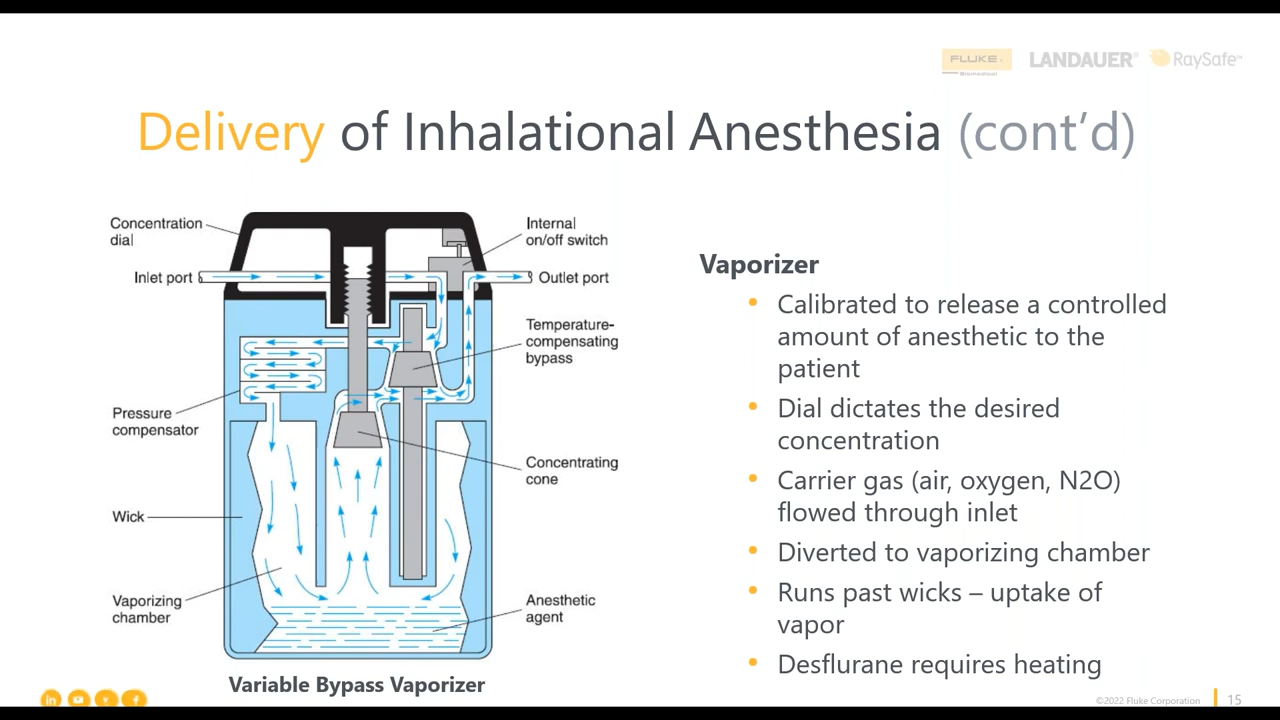 FLUKE
Biomedical
LANDAUER®
RaySafe™
Delivery of Inhalational Anesthesia (cont’d)
Concentration
dial
Internal
on/off switch
Inlet port
Outlet port
Temperature-
compensating
bypass
Pressure
compensator
Concentrating
cone
Wick
Vaporizing
chamber
Anesthetic
agent
Variable Bypass Vaporizer
Vaporizer
• Calibrated to release a controlled
amount of anesthetic to the
patient
• Dial dictates the desired
concentration
• Carrier gas (air, oxygen, N2O)
flowed through inlet
• Diverted to vaporizing chamber
• Runs past wicks – uptake of
vapor
• Desflurane requires heating
in
f
©2022 Fluke Corporation
15